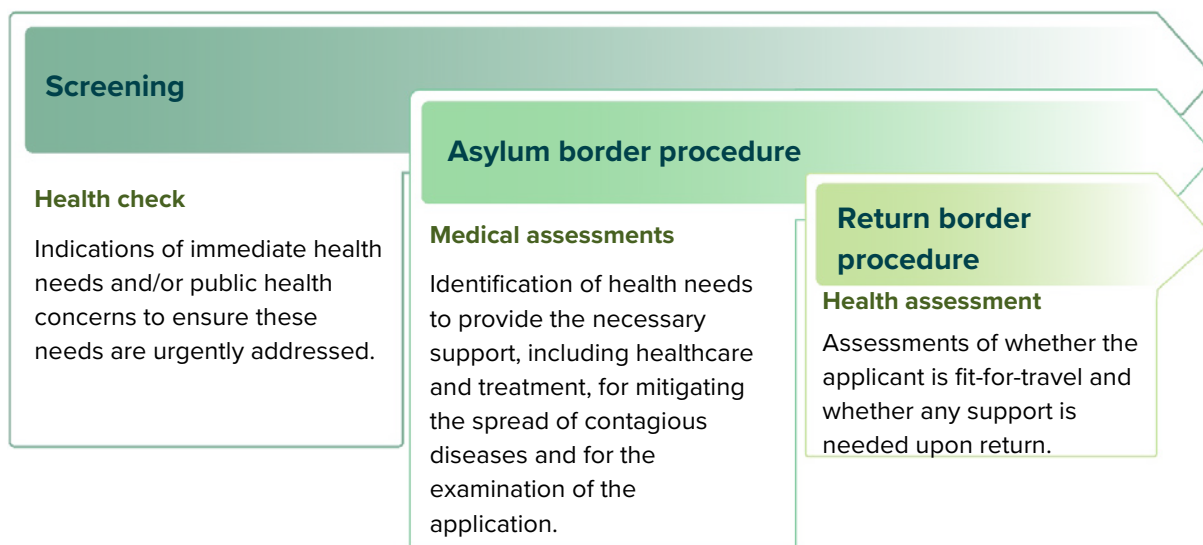 Screening
Health check
Indications of immediate health
needs and/or public health
concerns to ensure these
needs are urgently addressed.
Asylum border procedure
Medical assessments
Identification of health needs
to provide the necessary
support, including healthcare
and treatment, for mitigating
the spread of contagious
diseases and for the
examination of the
application.
Return border
procedure
Health assessment
Assessments of whether the
applicant is fit-for-travel and
whether any support is
needed upon return.